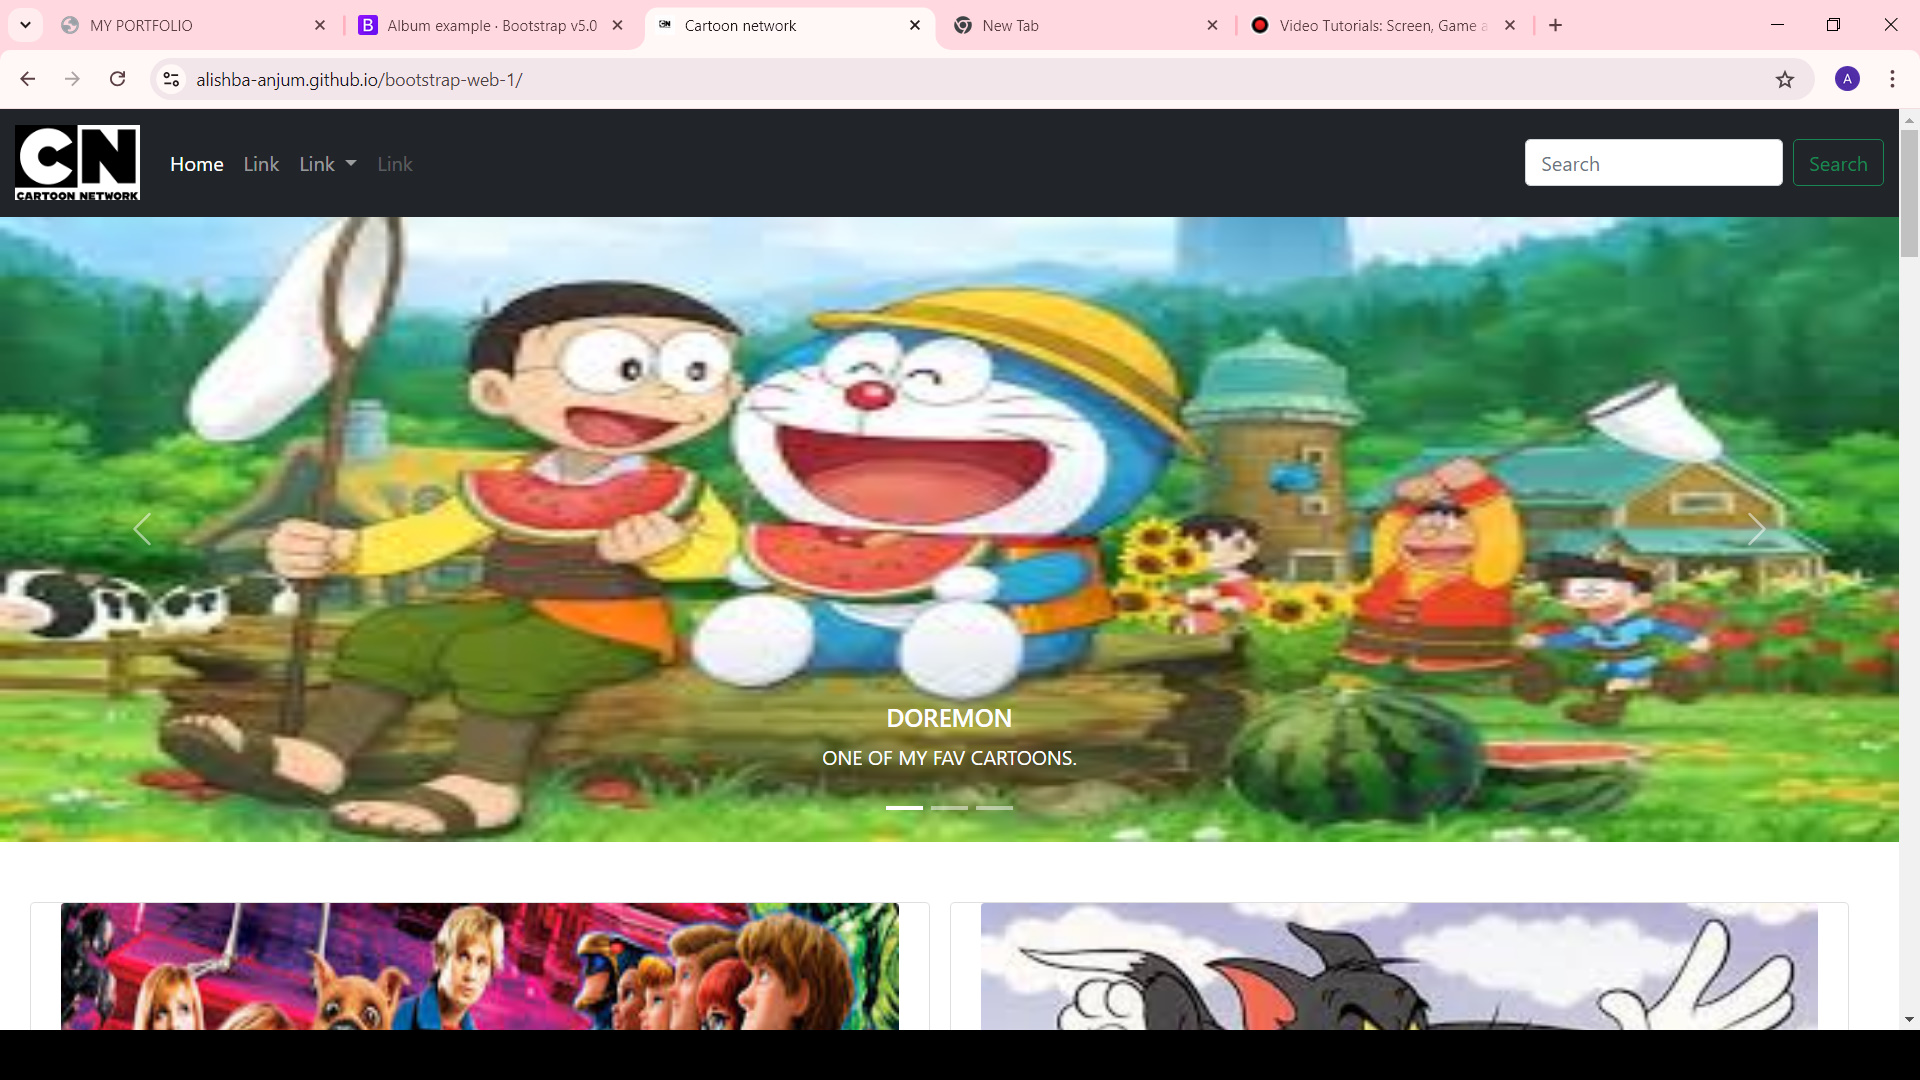 MY PORTFOLIO
Album example · Bootstrap v5.0
Cartoon network
New Tab
Video Tutorials: Screen, Game a
alishba-anjum.github.io/bootstrap-web-1/
A
CN
CARTOON NETWORK
Home
Link
Link
Link
Search
Search
DOREMON
ONE OF MY FAV CARTOONS.